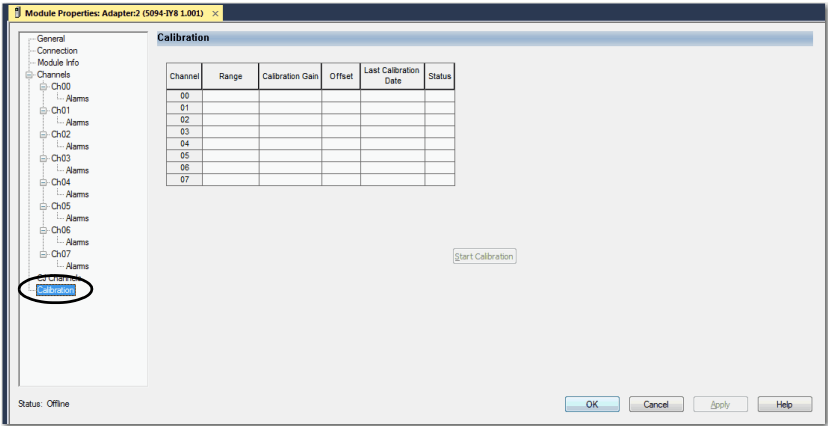 Module Properties: Adapter:2 (5094-IY8 1.001) ×
General
Connection
Module Info
Channels
Ch00
Alarms
Ch01
Alarms
Ch02
Alarms
Ch03
Alarms
Ch04
Alarms
Ch05
Alarms
Ch06
Alarms
Ch07
Alarms
CJ Channels
Calibration
Calibration
Channel Range Calibration Gain Offset Last Calibration Date Status
00
01
02
03
04
05
06
07
Start Calibration
Status: Offline
OK Cancel Apply Help